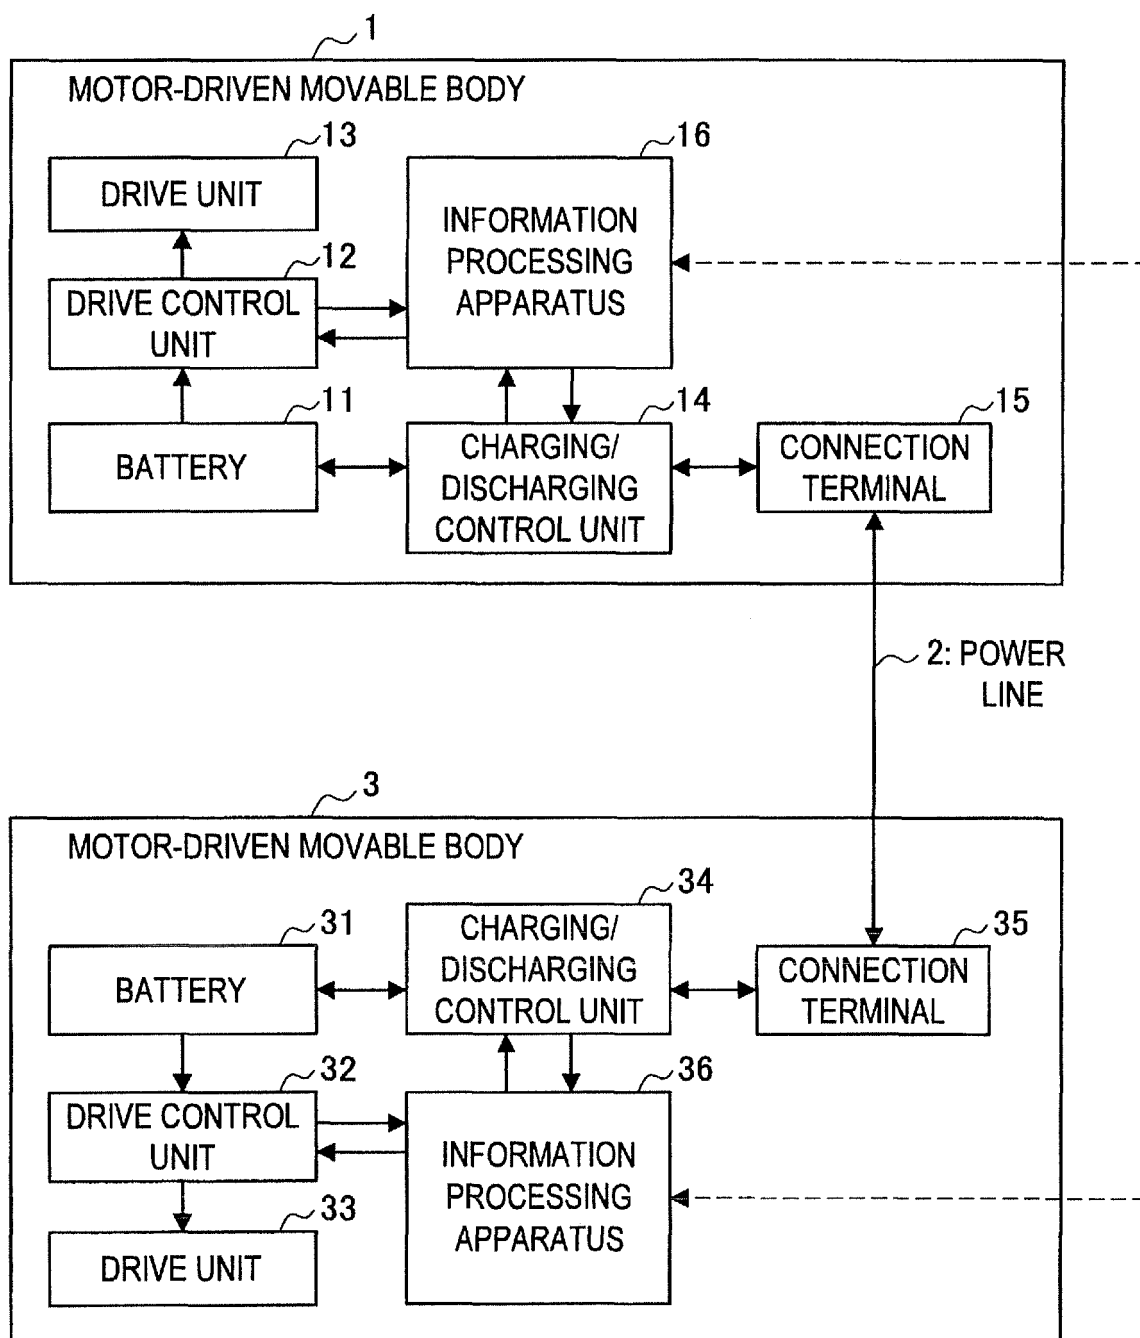 1
MOTOR-DRIVEN MOVABLE BODY
13
DRIVE UNIT
16
INFORMATION
PROCESSING
APPARATUS
12
DRIVE CONTROL
UNIT
11
BATTERY
14
CHARGING/
DISCHARGING
CONTROL UNIT
15
CONNECTION
TERMINAL
2: POWER
LINE
3
MOTOR-DRIVEN MOVABLE BODY
31
BATTERY
34
CHARGING/
DISCHARGING
CONTROL UNIT
35
CONNECTION
TERMINAL
32
DRIVE CONTROL
UNIT
36
INFORMATION
PROCESSING
APPARATUS
33
DRIVE UNIT